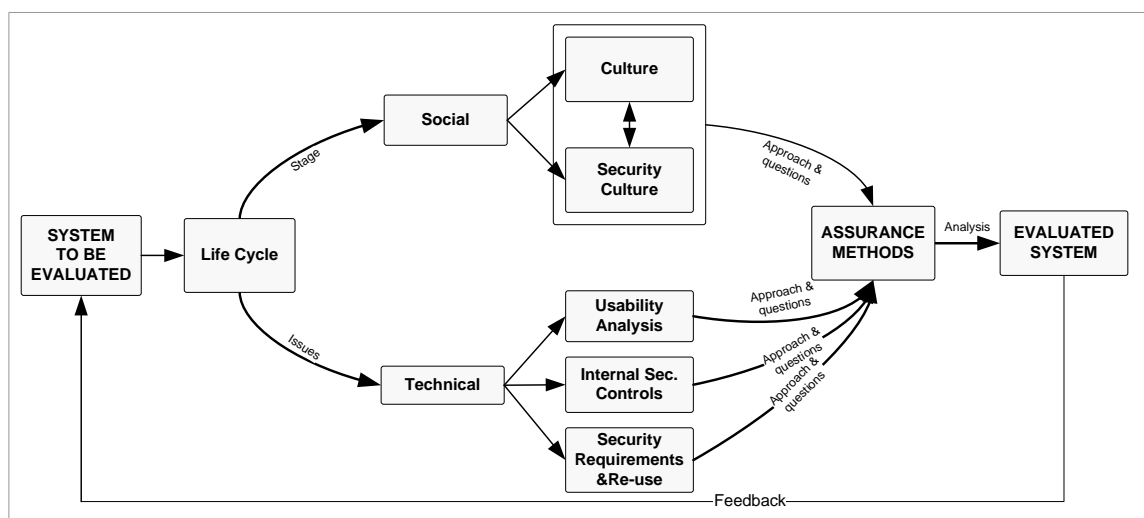 Culture
Social
Security
Culture
Stage
Approach &
questions
SYSTEM
TO BE
EVALUATED
Life Cycle
ASSURANCE
METHODS
Analysis
EVALUATED
SYSTEM
Issues
Usability
Analysis
Approach &
questions
Technical
Internal Sec.
Controls
Approach &
questions
Security
Requirements
&Re-use
Approach &
questions
Feedback